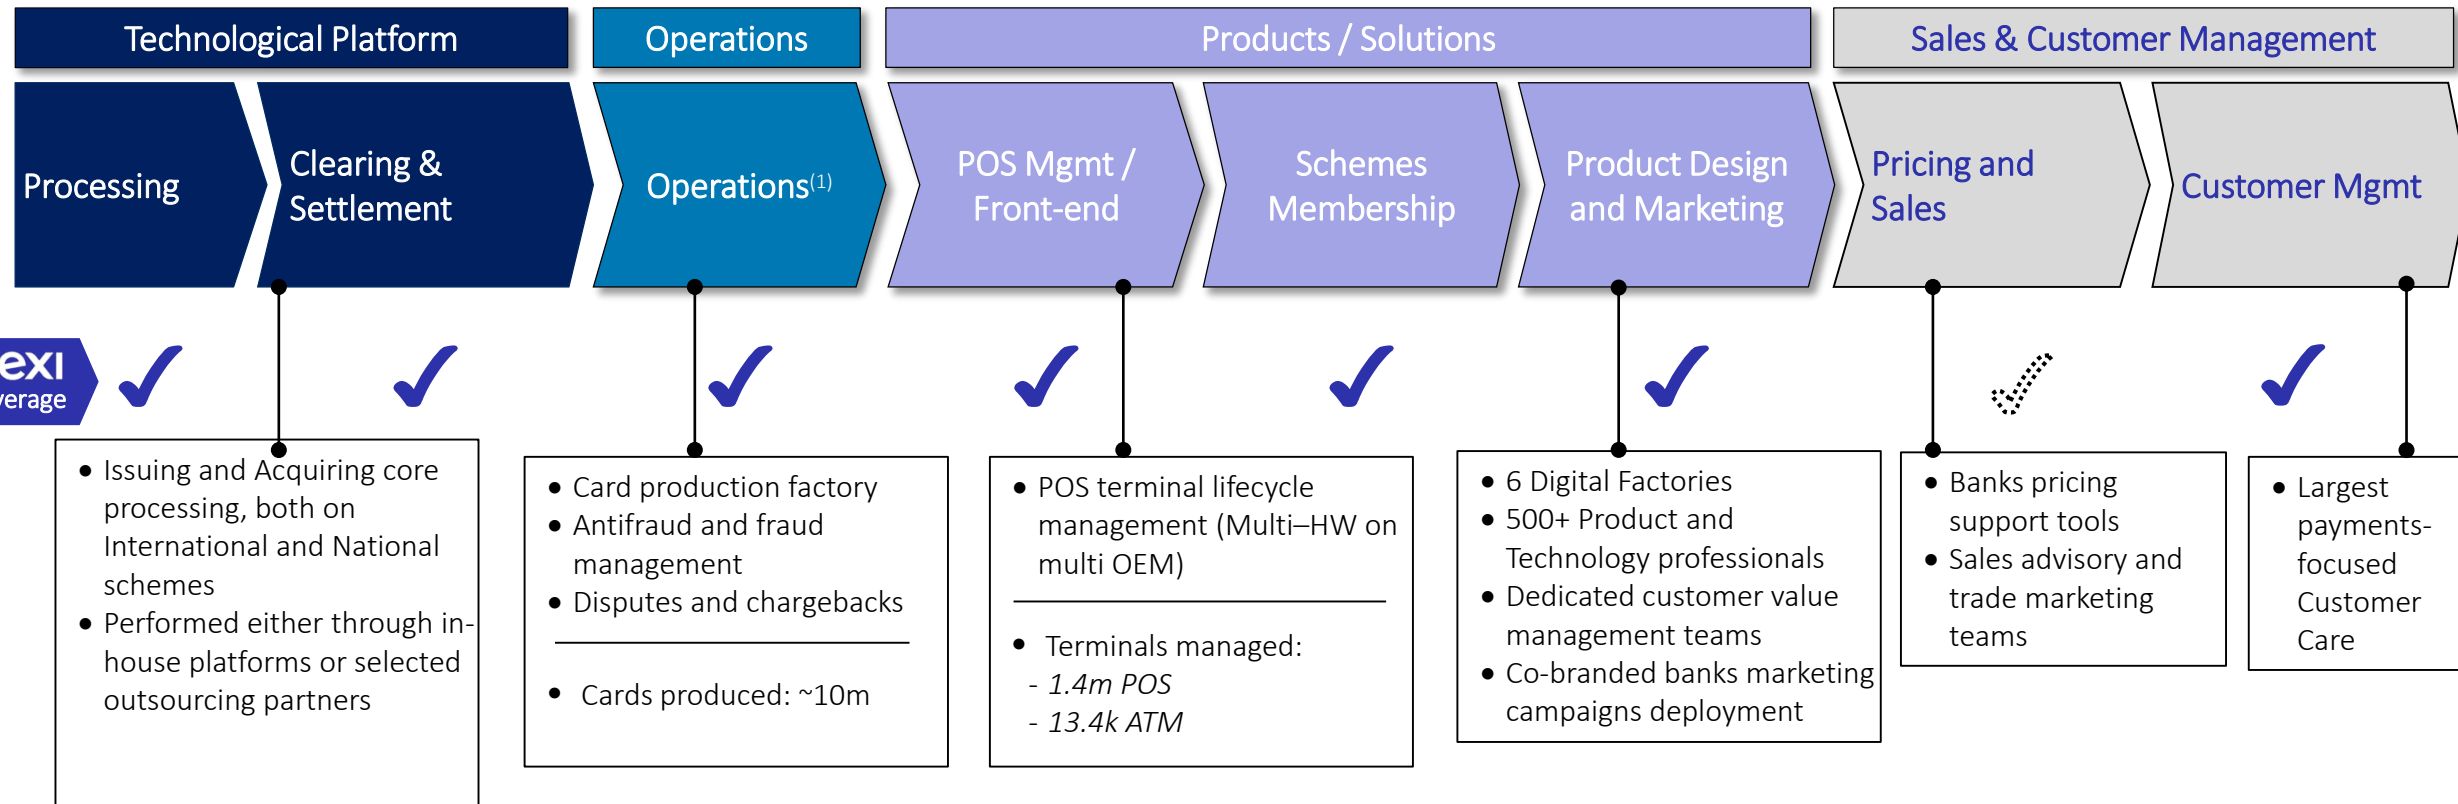 Technological Platform
Operations
Products / Solutions
Sales & Customer Management
Processing
Clearing &
Settlement
Operations(1)
POS Mgmt /
Front-end
Schemes
Membership
Product Design
and Marketing
Pricing and
Sales
Customer Mgmt
exi
verage
• Issuing and Acquiring core
processing, both on
International and National
schemes
• Performed either through in-
house platforms or selected
outsourcing partners
• Card production factory
• Antifraud and fraud
management
• Disputes and chargebacks
• Cards produced: ~10m
• POS terminal lifecycle
management (Multi–HW on
multi OEM)
• Terminals managed:
- 1.4m POS
- 13.4k ATM
• 6 Digital Factories
• 500+ Product and
Technology professionals
• Dedicated customer value
management teams
• Co-branded banks marketing
campaigns deployment
• Banks pricing
support tools
• Sales advisory and
trade marketing
teams
• Largest
payments-
focused
Customer
Care